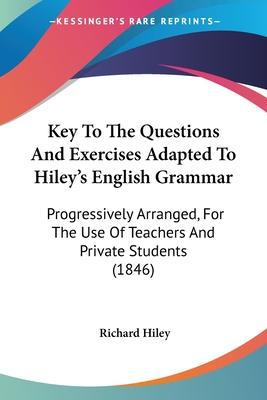 •KESSINGER'S RARE REPRINTS•
Key To The Questions
And Exercises Adapted To
Hiley's English Grammar
Progressively Arranged, For
The Use Of Teachers And
Private Students
(1846)
Richard Hiley